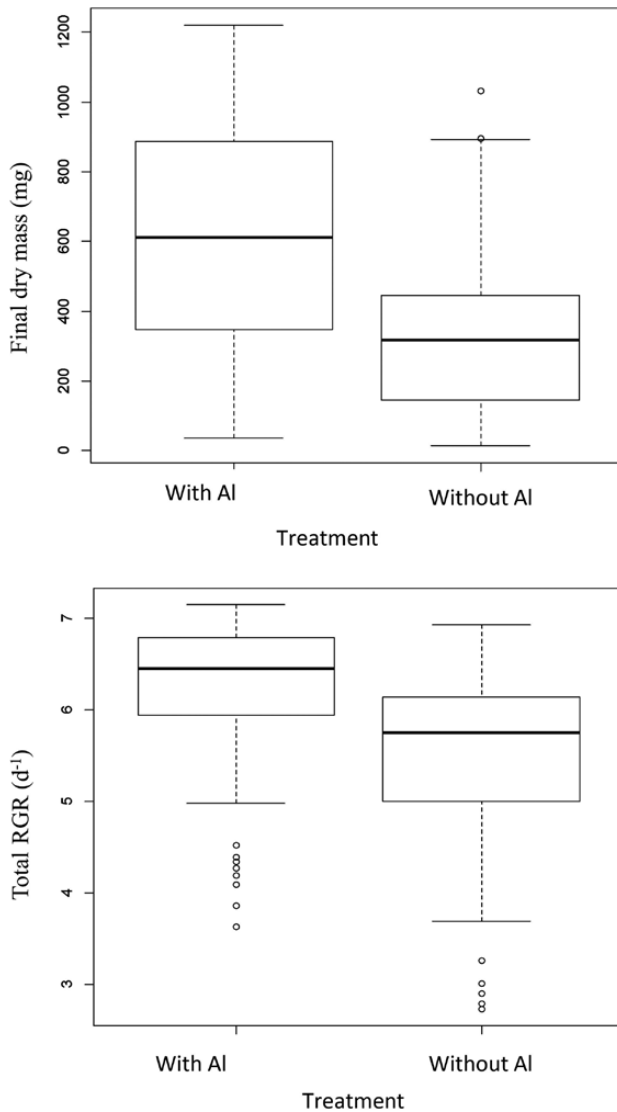 Final dry mass (mg)
1200
1000
800
600
400
200
0
With Al
Without Al
Treatment
Total RGR (d⁻¹)
7
6
5
4
3
With Al
Without Al
Treatment